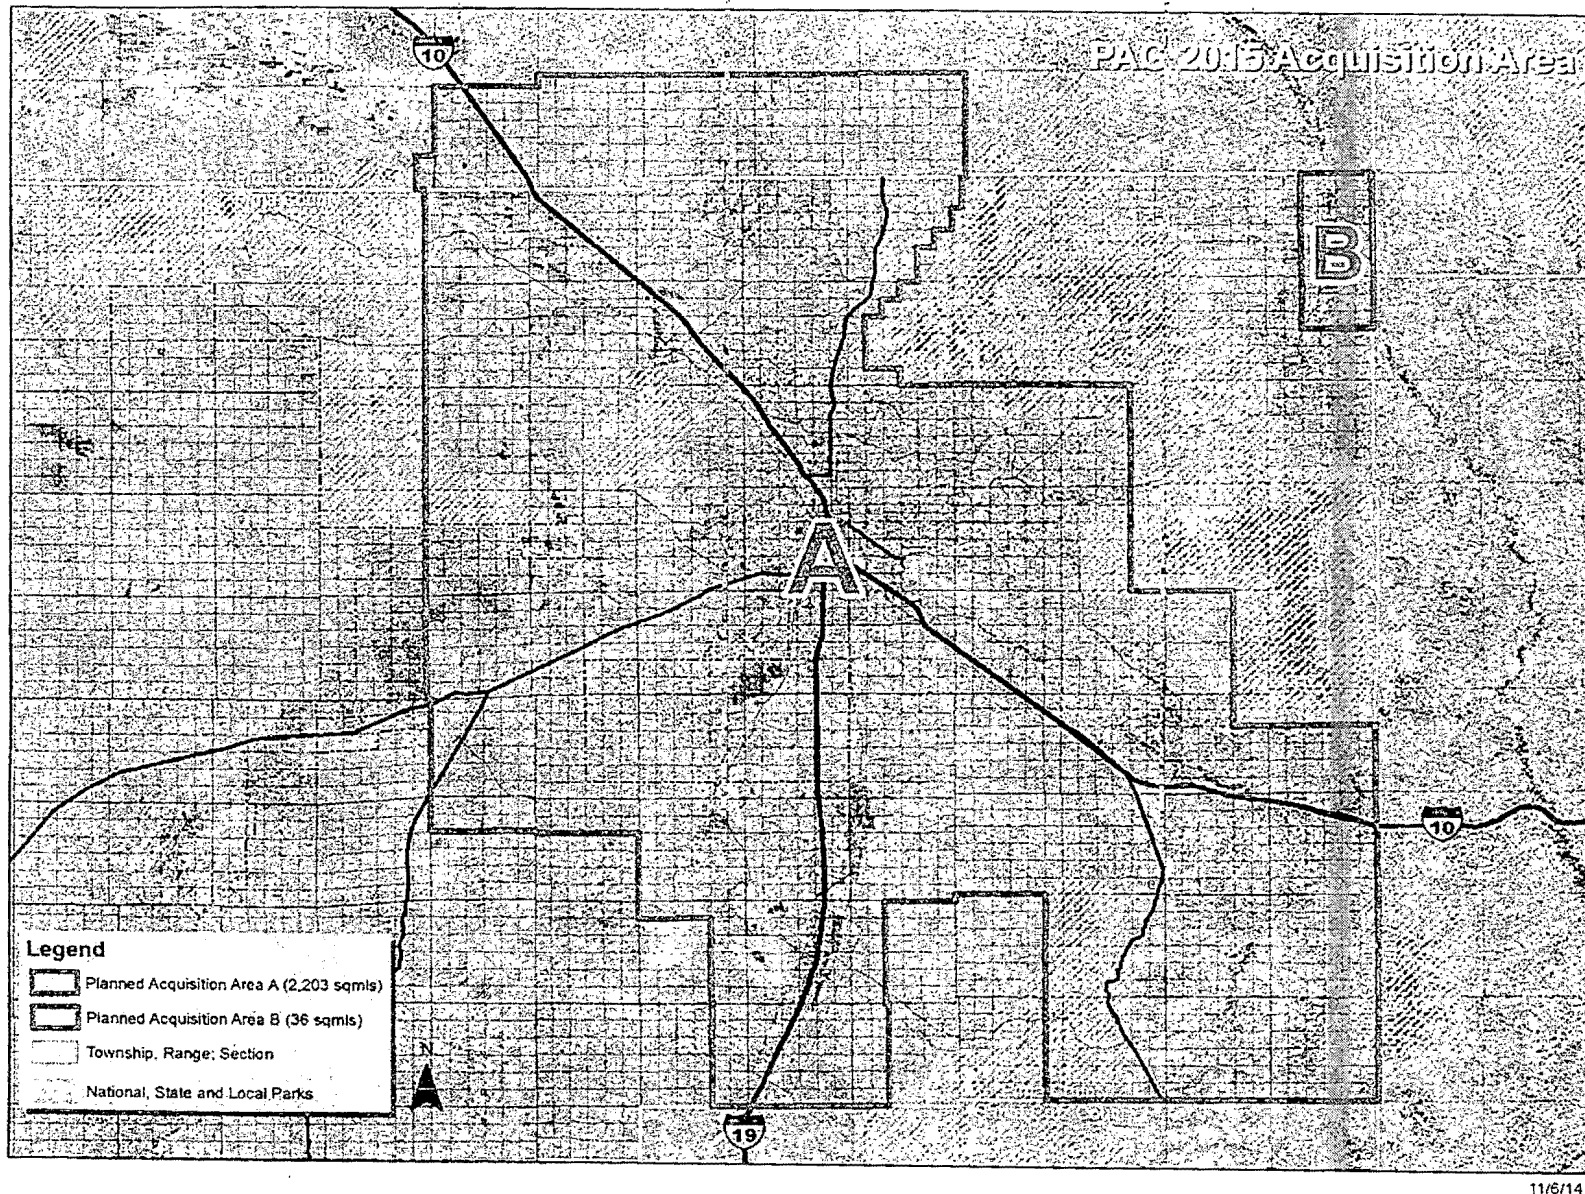 10
PAC 2015 Acquisition Area
B
A
10
Legend
Planned Acquisition Area A (2,203 sqmls)
Planned Acquisition Area B (36 sqmls)
Township, Range, Section
National, State and Local Parks
N
19
11/6/14